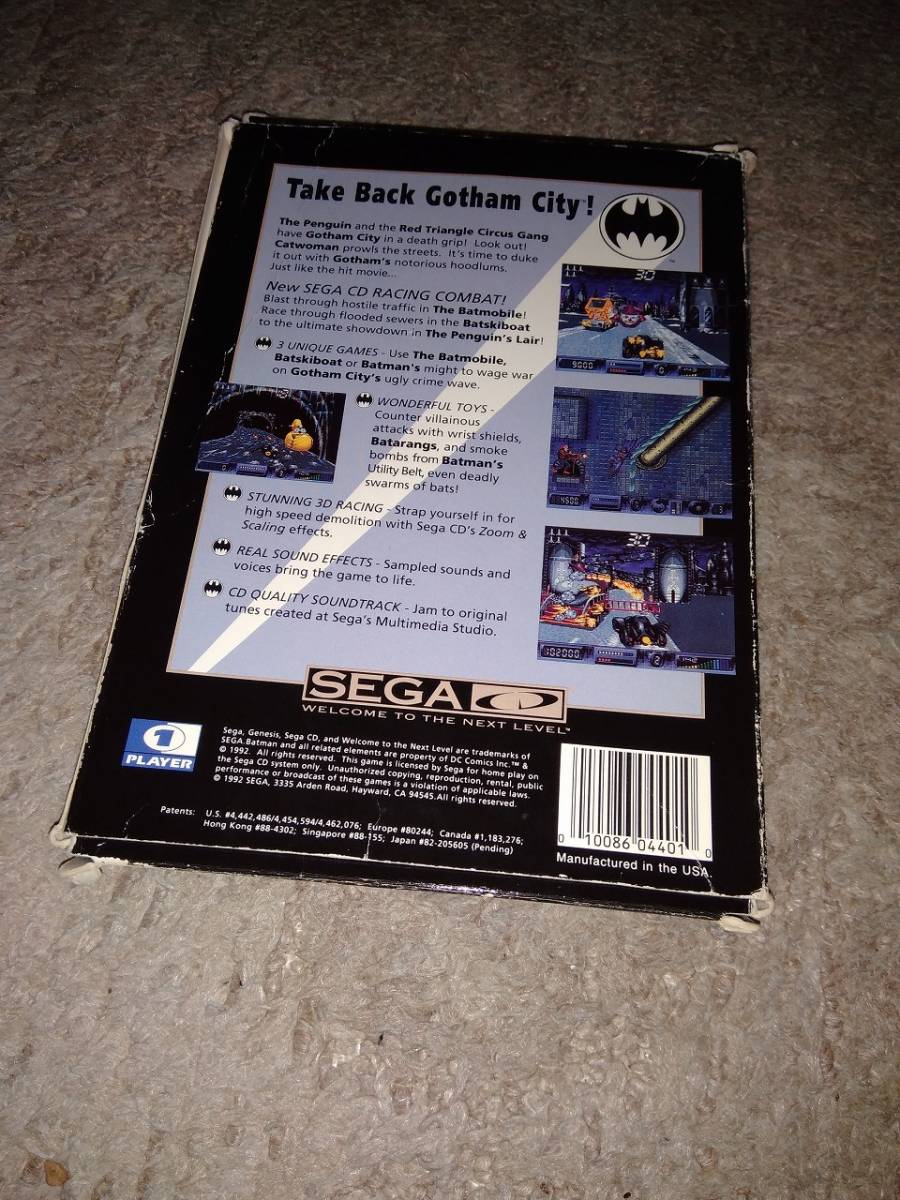 Take Back Gotham City™!
The Penguin and the Red Triangle Circus Gang
have Gotham City in a death grip! Look out!
Catwoman prowls the streets. It's time to duke
it out with Gotham's notorious hoodlums.
Just like the hit movie...
New SEGA CD RACING COMBAT!
Blast through hostile traffic in The Batmobile!
Race through flooded sewers in the Batskiboat
to the ultimate showdown in The Penguin's Lair!
3 UNIQUE GAMES - Use The Batmobile,
Batskiboat or Batman's might to wage war
on Gotham City's ugly crime wave.
WONDERFUL TOYS -
Counter villainous
attacks with wrist shields,
Batarangs, and smoke
bombs from Batman's
Utility Belt, even deadly
swarms of bats!
STUNNING 3D RACING - Strap yourself in for
high speed demolition with Sega CD's Zoom &
Scaling effects.
REAL SOUND EFFECTS - Sampled sounds and
voices bring the game to life.
CD QUALITY SOUNDTRACK - Jam to original
tunes created at Sega's Multimedia Studio.
™
30
9000
4500
3
30
102000
2
SEGA CD
WELCOME TO THE NEXT LEVEL™
1
PLAYER
Sega, Genesis, Sega CD, and Welcome to the Next Level are trademarks of
SEGA. Batman and all related elements are property of DC Comics Inc.™ &
© 1992. All rights reserved. This game is licensed by Sega for home play on
the Sega CD system only. Unauthorized copying, reproduction, rental, public
performance or broadcast of these games is a violation of applicable laws.
© 1992 SEGA, 3335 Arden Road, Hayward, CA 94545. All rights reserved.
Patents: U.S. #4,442,486/4,454,594/4,462,076; Europe #80244; Canada #1,183,276;
Hong Kong #88-4302; Singapore #88-155; Japan #82-205605 (Pending)
0 10086 04401 0
Manufactured in the USA.